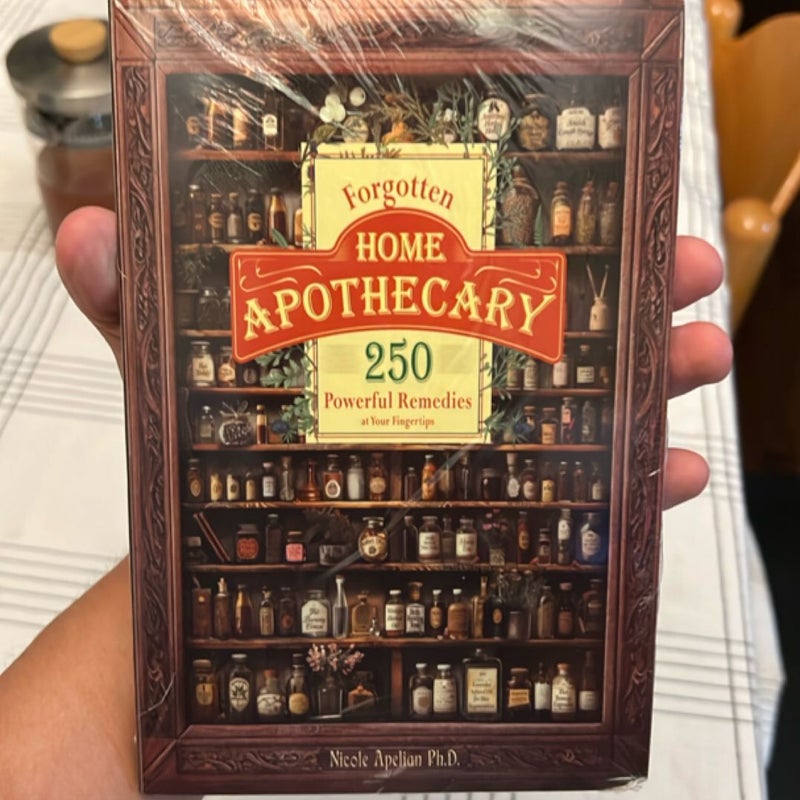 Forgotten
HOME
APOTHECARY
250
Powerful Remedies
at Your Fingertips
Nicole Apelian Ph.D.